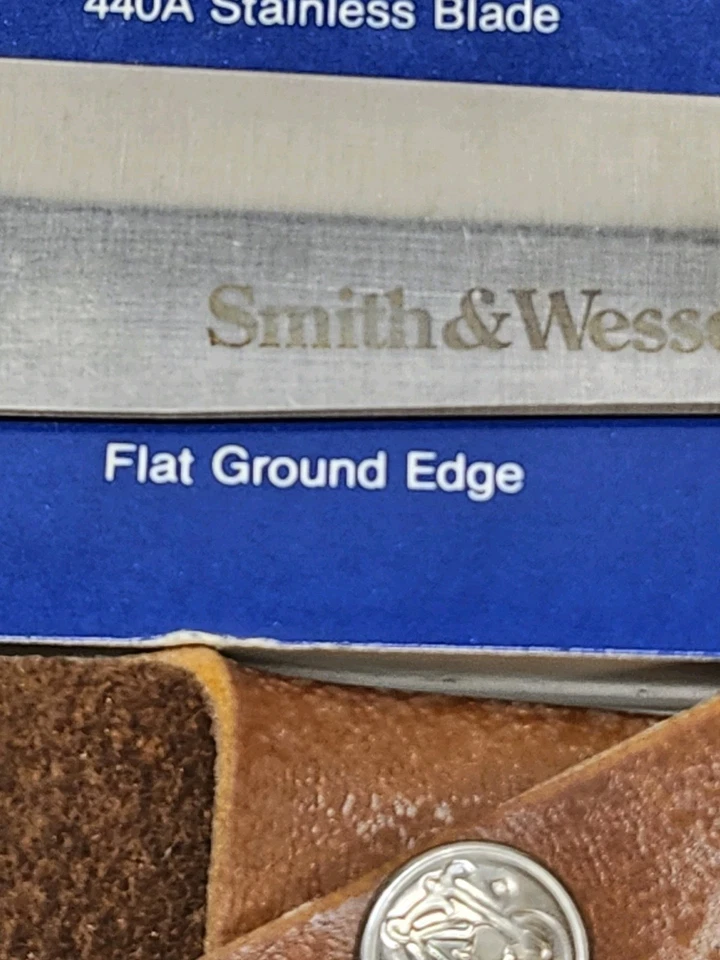 440A Stainless Blade
Smith&Wess
Flat Ground Edge